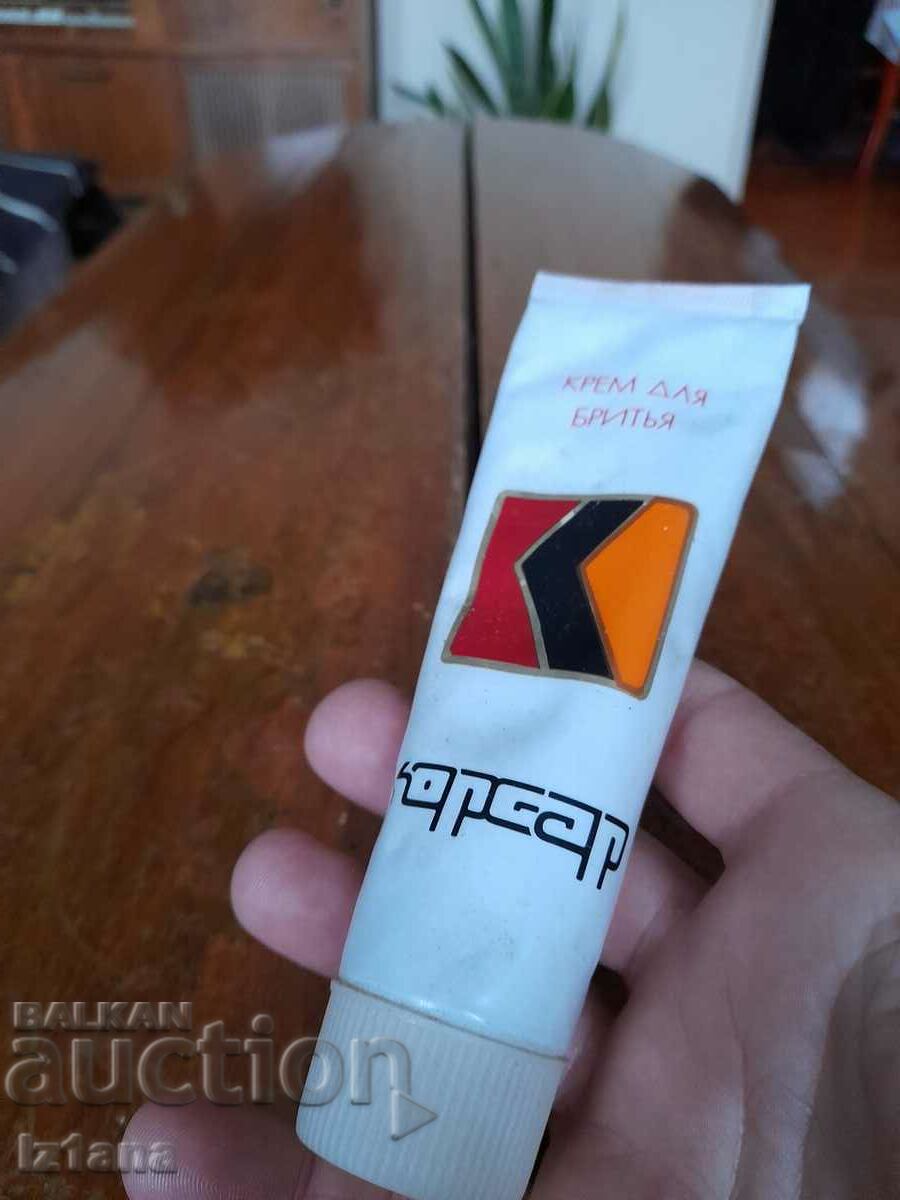 КРЕМ ДЛЯ
БРИТЬЯ
корсар
BALKAN
auction
iz1ana